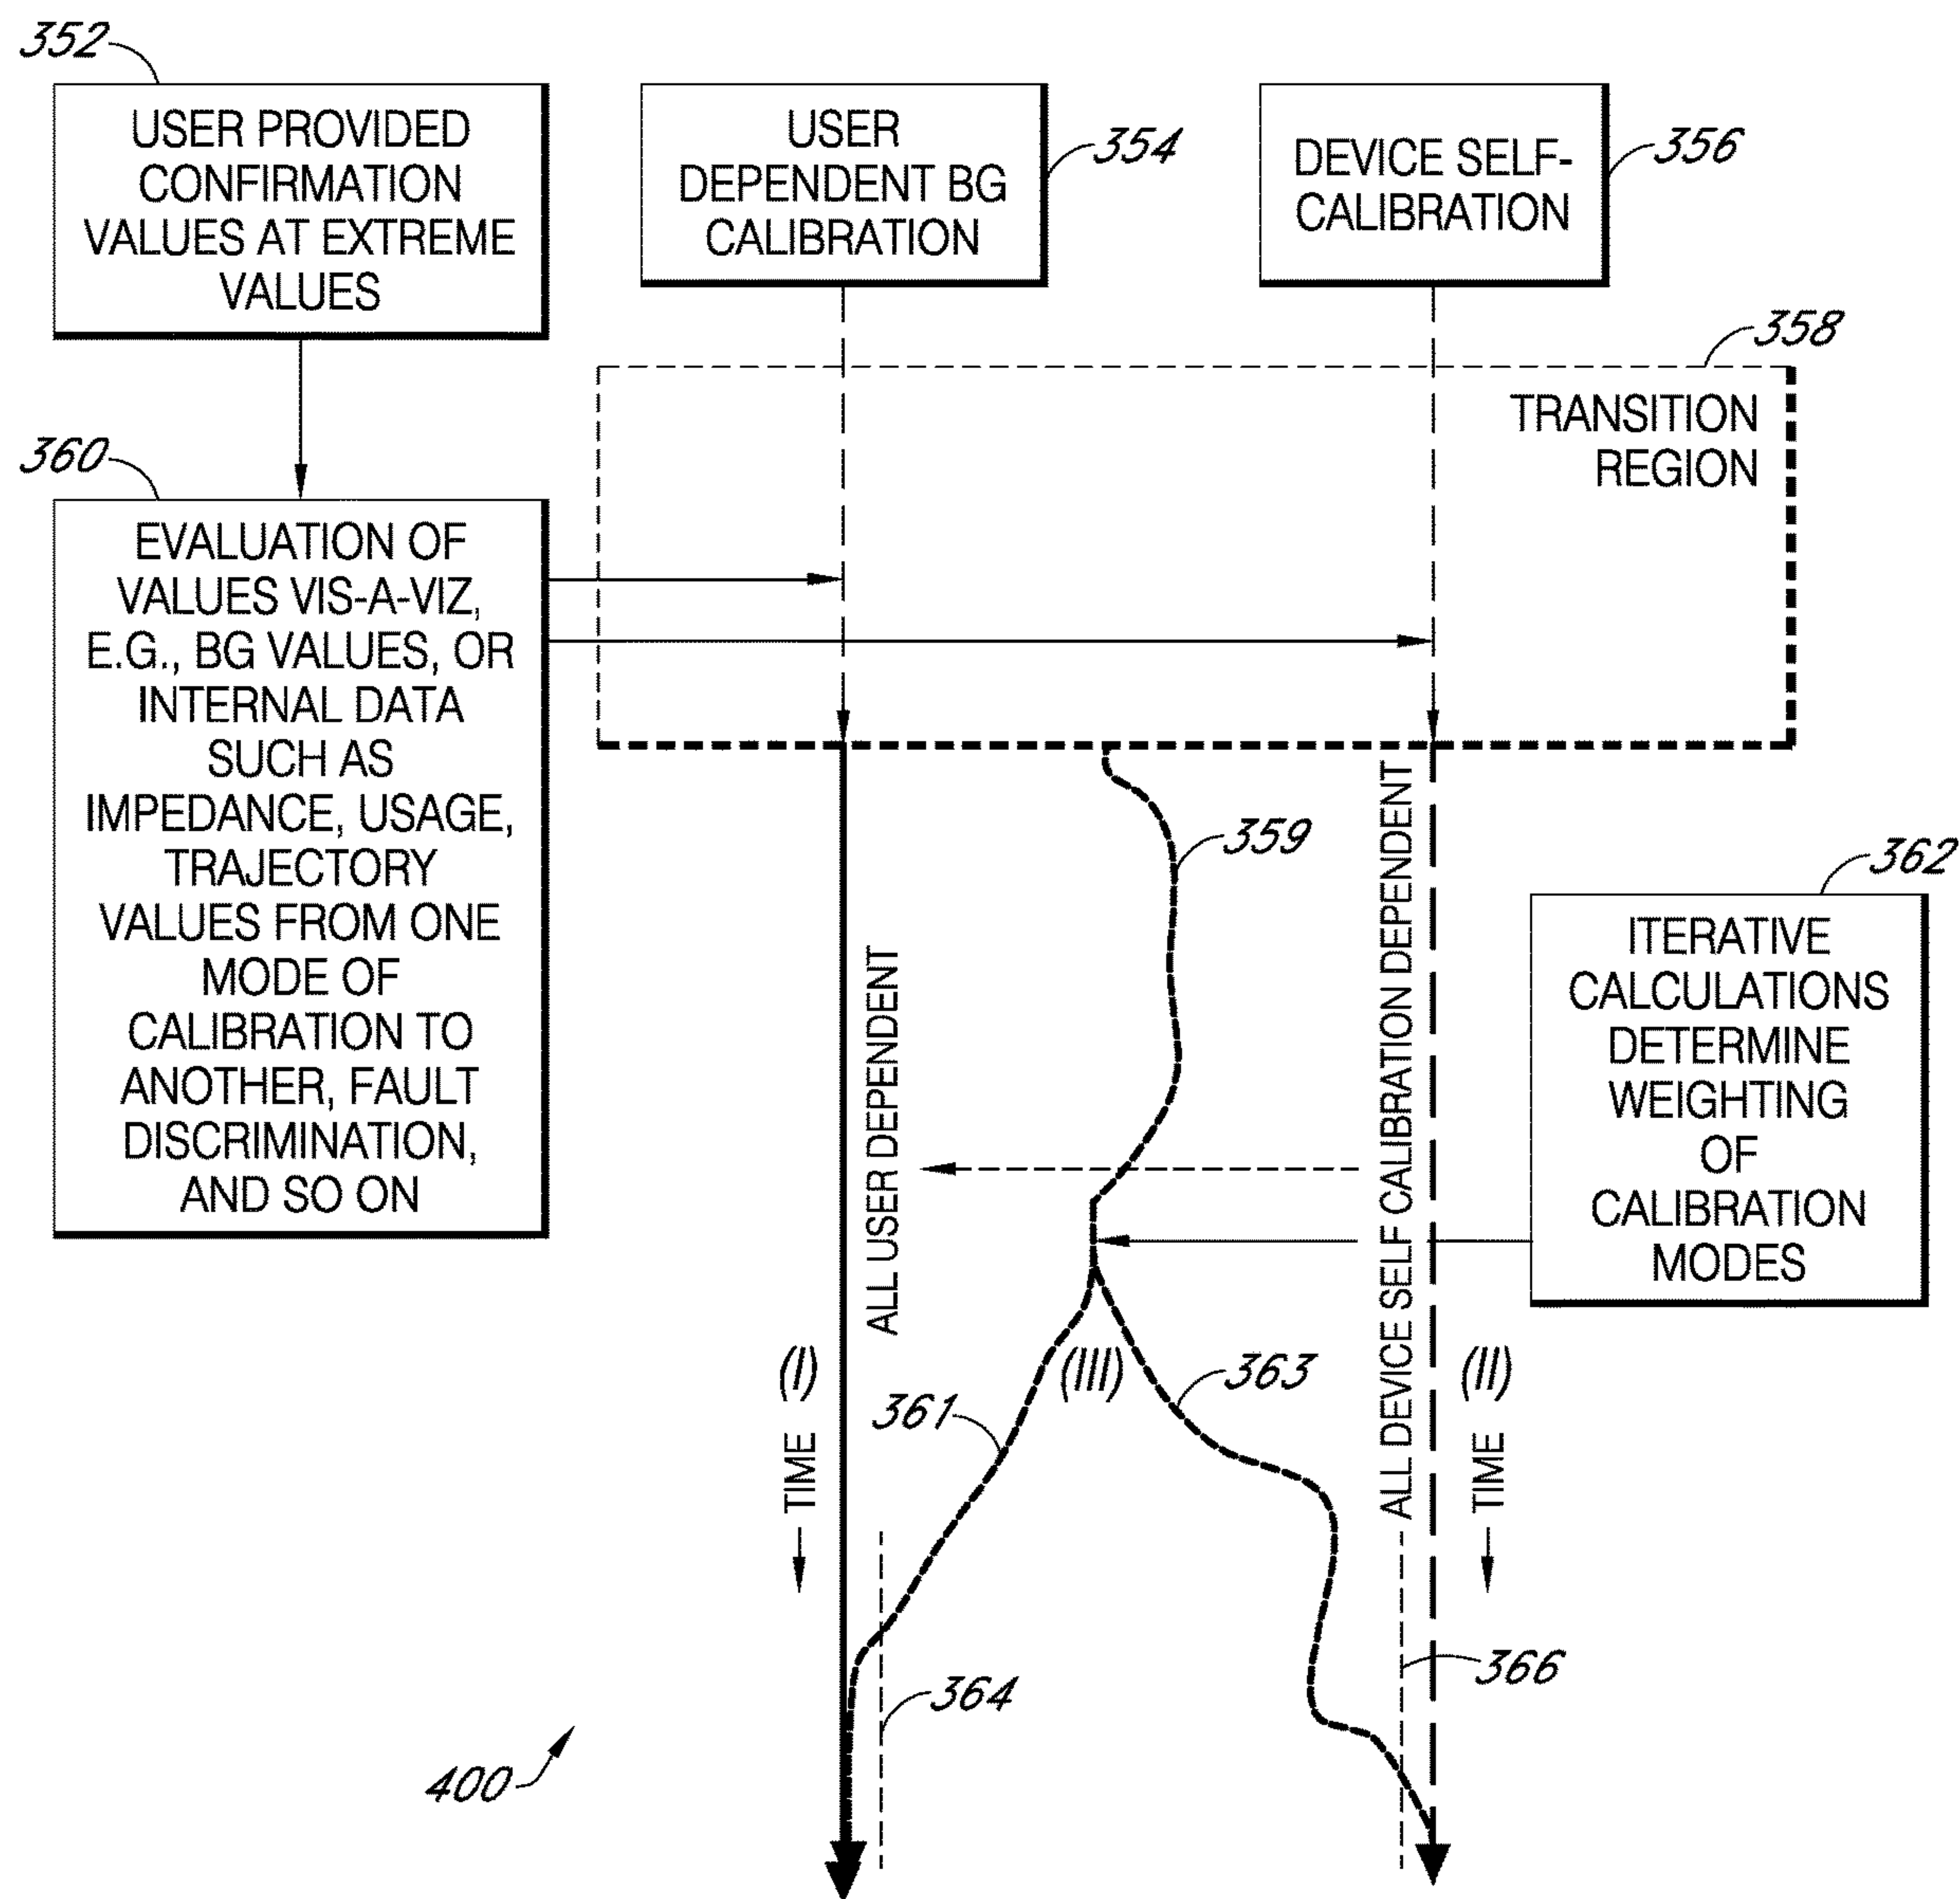 352
USER PROVIDED
CONFIRMATION
VALUES AT EXTREME
VALUES
USER
DEPENDENT BG
CALIBRATION
354
DEVICE SELF-
CALIBRATION
356
358
TRANSITION
REGION
360
EVALUATION OF
VALUES VIS-A-VIZ,
E.G., BG VALUES, OR
INTERNAL DATA
SUCH AS
IMPEDANCE, USAGE,
TRAJECTORY
VALUES FROM ONE
MODE OF
CALIBRATION TO
ANOTHER, FAULT
DISCRIMINATION,
AND SO ON
359
ALL USER DEPENDENT
ALL DEVICE SELF CALIBRATION DEPENDENT
362
ITERATIVE
CALCULATIONS
DETERMINE
WEIGHTING
OF
CALIBRATION
MODES
(I)
(III)
(II)
361
363
TIME
TIME
364
366
400